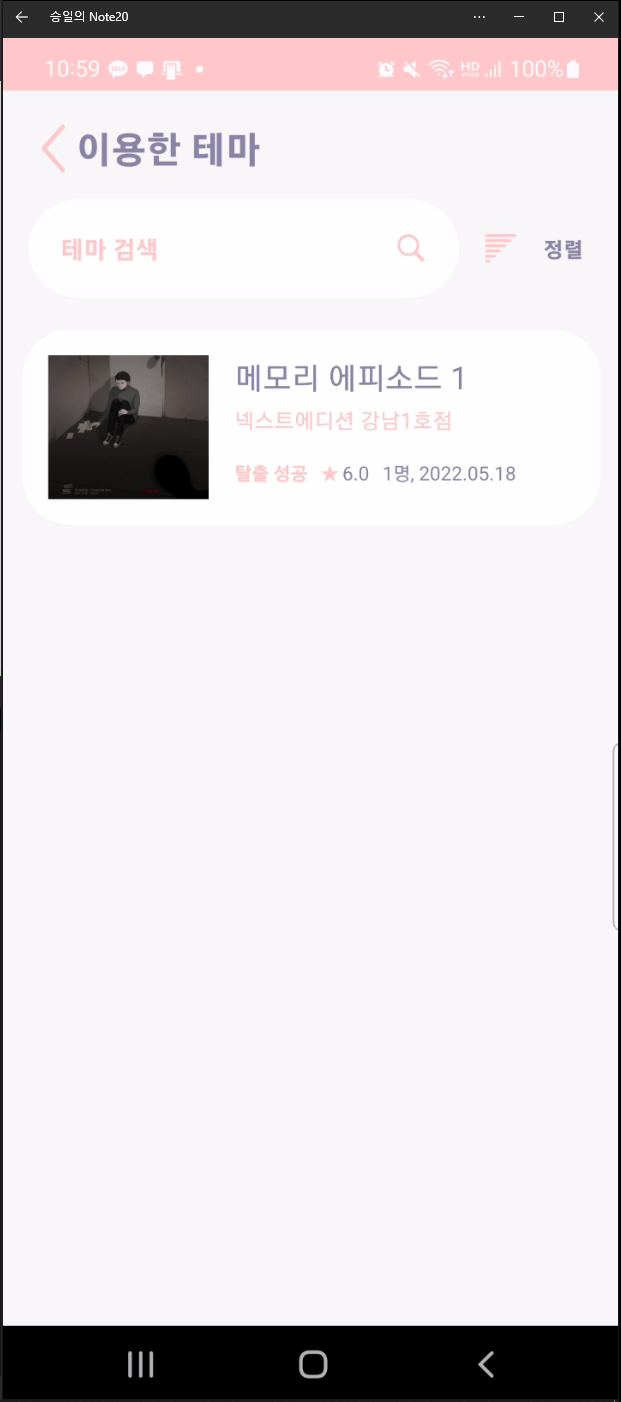 승일의 Note20
10:59 HD 100%
이용한 테마
테마 검색
정렬
메모리 에피소드 1
넥스트에디션 강남1호점
탈출 성공 ★ 6.0 1명, 2022.05.18